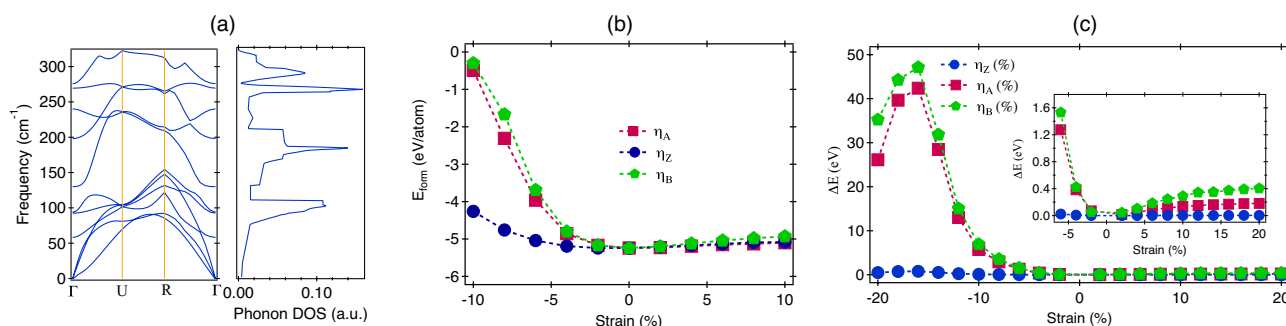 (a)
(b)
(c)
300
250
200
150
100
50
0
Frequency (cm⁻¹)
Γ
U
R
Γ
0.00
0.10
Phonon DOS (a.u.)
0
-1
-2
-3
-4
-5
-6
E_form (eV/atom)
η_A
η_Z
η_B
-10
-5
0
5
10
Strain (%)
50
40
30
20
10
0
ΔE (eV)
η_Z (%)
η_A (%)
η_B (%)
-20
-10
0
10
20
Strain (%)
1.6
1.2
0.8
0.4
0.0
ΔE (eV)
-5
0
5
10
15
20
Strain (%)